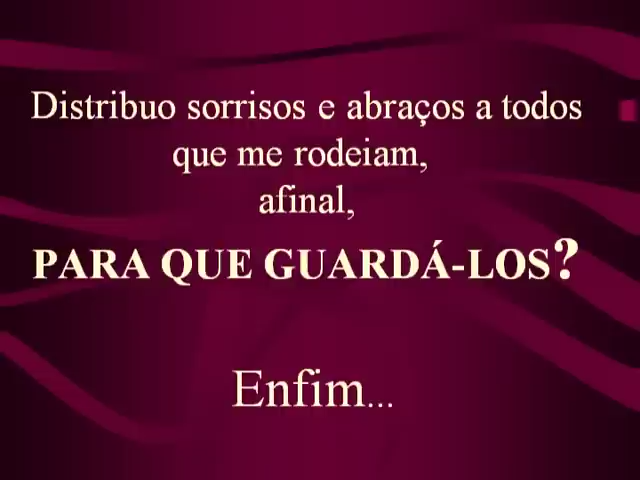 Distribuo sorrisos e abraços a todos
que me rodeiam,
afinal,
PARA QUE GUARDÁ-LOS?
Enfim...